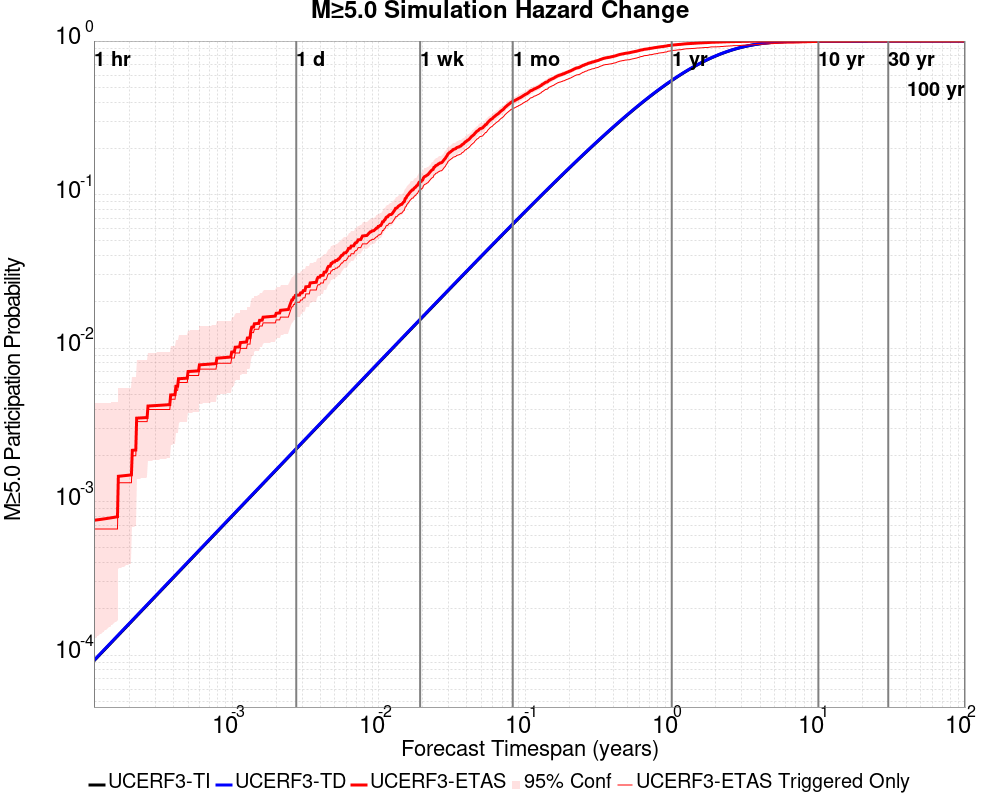 M≥5.0 Simulation Hazard Change
M≥5.0 Participation Probability
10^0
10^-1
10^-2
10^-3
10^-4
1 hr
1 d
1 wk
1 mo
1 yr
10 yr
30 yr
100 yr
10^-3
10^-2
10^-1
10^0
10^1
10^2
Forecast Timespan (years)
UCERF3-TI UCERF3-TD UCERF3-ETAS 95% Conf UCERF3-ETAS Triggered Only